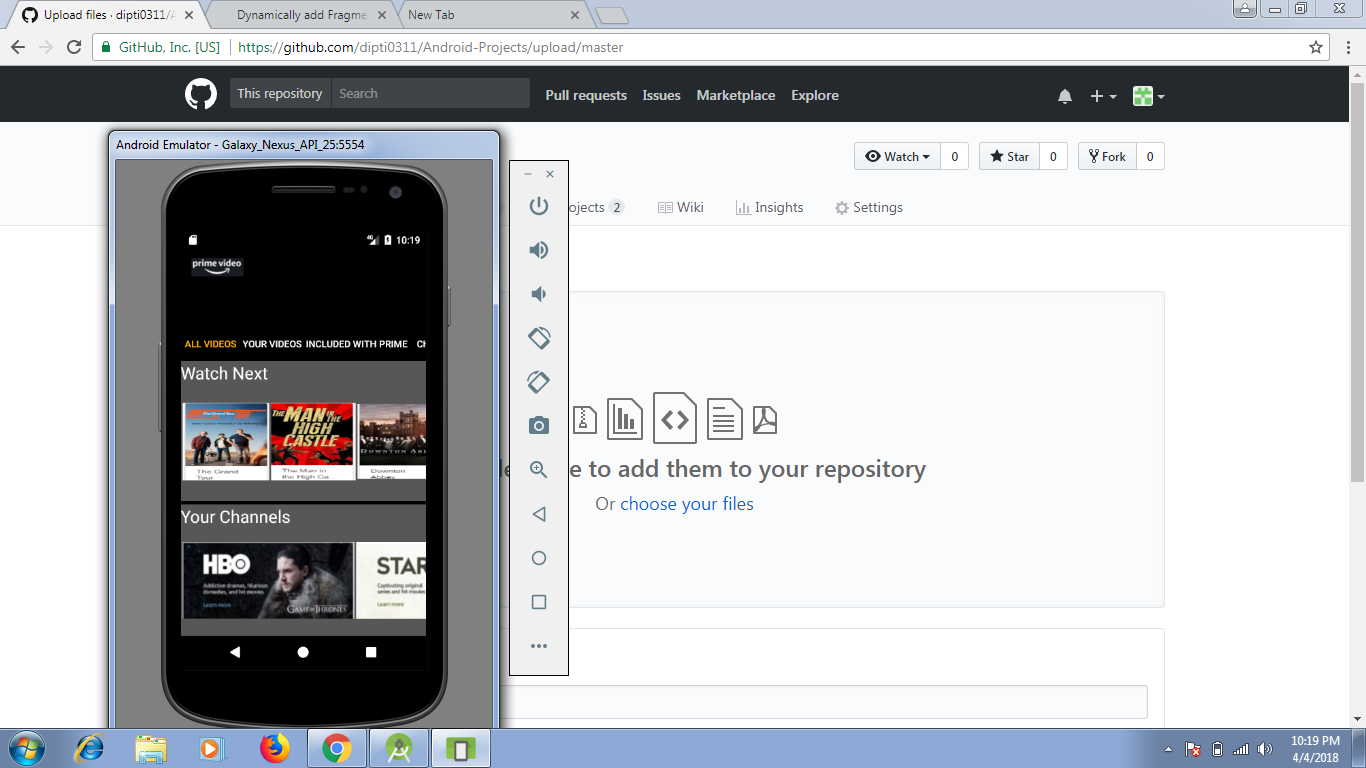 Upload files · dipti0311/A
Dynamically add Fragme
New Tab
GitHub, Inc. [US]
https://github.com/dipti0311/Android-Projects/upload/master
This repository
Search
Pull requests
Issues
Marketplace
Explore
Android Emulator - Galaxy_Nexus_API_25:5554
Watch
0
Star
0
Fork
0
ojects 2
Wiki
Insights
Settings
4G
10:19
prime video
ALL VIDEOS YOUR VIDEOS INCLUDED WITH PRIME CH
Watch Next
THE MAN IN THE HIGH CASTLE
DOWNTON ABBEY
The Grand
Tour
The Man in
the High Ca
Downton
Abbey
e to add them to your repository
Or choose your files
Your Channels
HBO
Addictive dramas, hilarious
comedies, and hit movies
Learn more
GAME OF THRONES
STAR
Captivating original
series and hit movies
Learn more
10:19 PM
4/4/2018